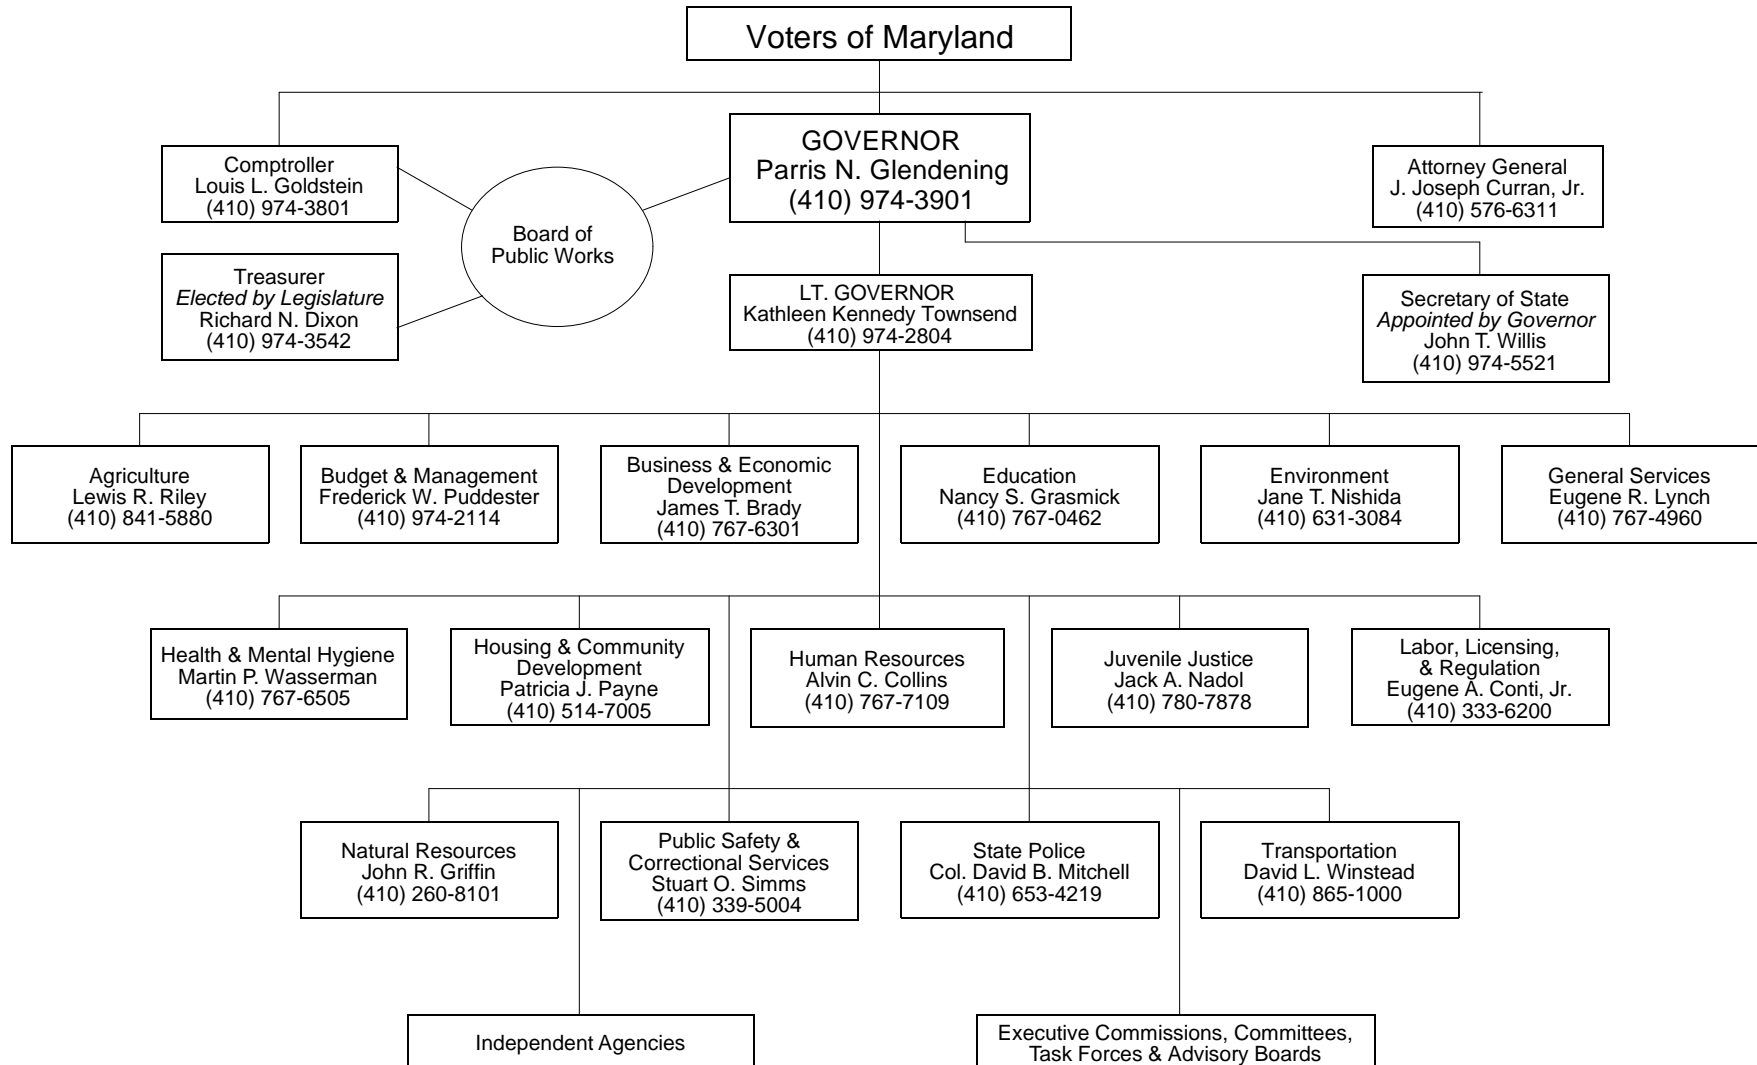 Voters of Maryland
GOVERNOR
Parris N. Glendening
(410) 974-3901
Comptroller
Louis L. Goldstein
(410) 974-3801
Attorney General
J. Joseph Curran, Jr.
(410) 576-6311
Board of
Public Works
Treasurer
Elected by Legislature
Richard N. Dixon
(410) 974-3542
LT. GOVERNOR
Kathleen Kennedy Townsend
(410) 974-2804
Secretary of State
Appointed by Governor
John T. Willis
(410) 974-5521
Agriculture
Lewis R. Riley
(410) 841-5880
Budget & Management
Frederick W. Puddester
(410) 974-2114
Business & Economic
Development
James T. Brady
(410) 767-6301
Education
Nancy S. Grasmick
(410) 767-0462
Environment
Jane T. Nishida
(410) 631-3084
General Services
Eugene R. Lynch
(410) 767-4960
Health & Mental Hygiene
Martin P. Wasserman
(410) 767-6505
Housing & Community
Development
Patricia J. Payne
(410) 514-7005
Human Resources
Alvin C. Collins
(410) 767-7109
Juvenile Justice
Jack A. Nadol
(410) 780-7878
Labor, Licensing,
& Regulation
Eugene A. Conti, Jr.
(410) 333-6200
Natural Resources
John R. Griffin
(410) 260-8101
Public Safety &
Correctional Services
Stuart O. Simms
(410) 339-5004
State Police
Col. David B. Mitchell
(410) 653-4219
Transportation
David L. Winstead
(410) 865-1000
Independent Agencies
Executive Commissions, Committees,
Task Forces & Advisory Boards